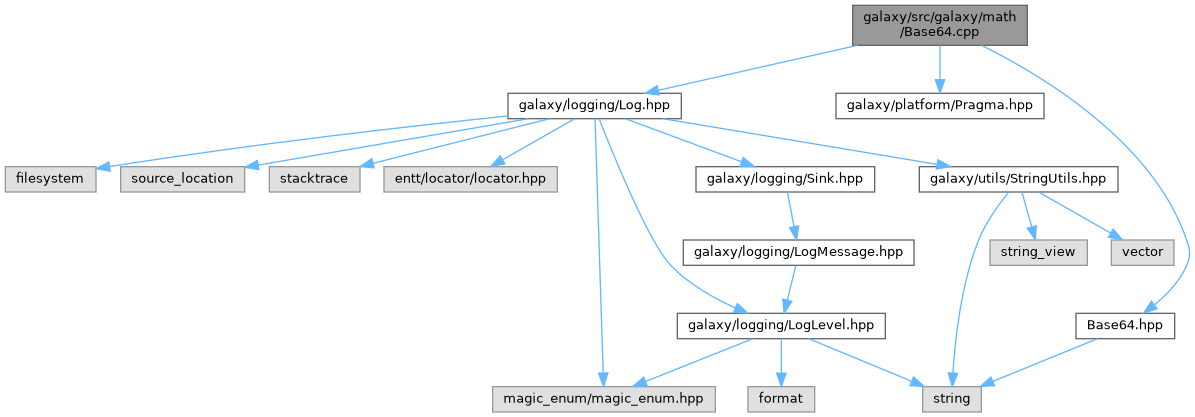 galaxy/src/galaxy/math
/Base64.cpp
galaxy/logging/Log.hpp
galaxy/platform/Pragma.hpp
filesystem
source_location
stacktrace
entt/locator/locator.hpp
galaxy/logging/Sink.hpp
galaxy/utils/StringUtils.hpp
galaxy/logging/LogMessage.hpp
string_view
vector
galaxy/logging/LogLevel.hpp
Base64.hpp
magic_enum/magic_enum.hpp
format
string